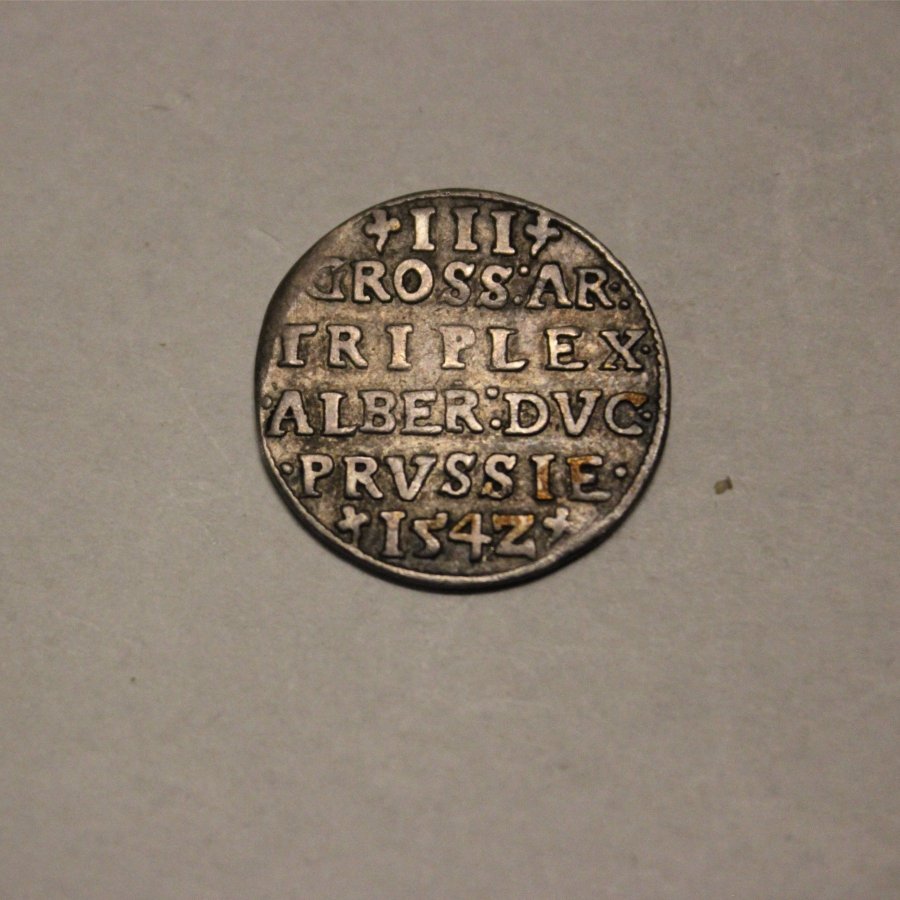 III
GROSS:AR:
TRIPLEX·
·ALBER:DVC·
·PRVSSIE·
1542